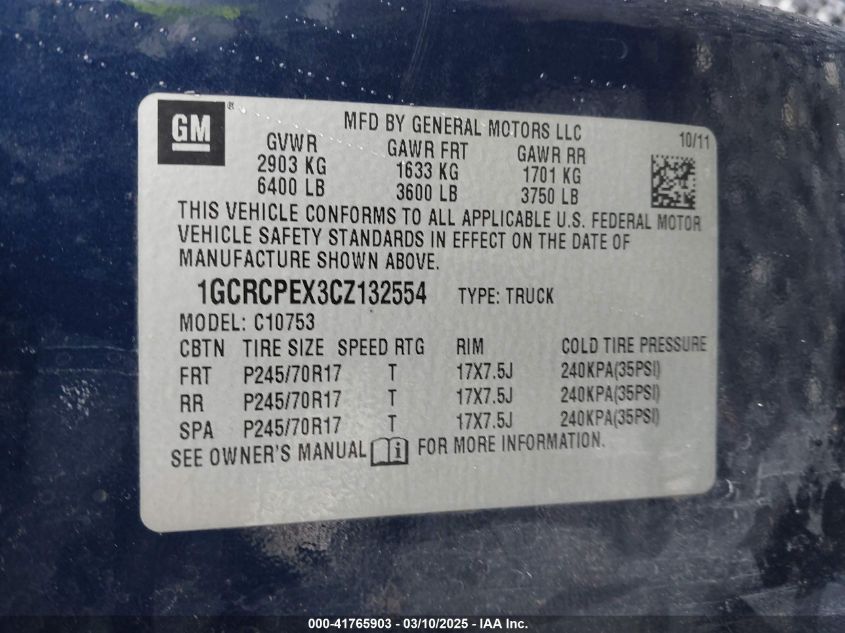 GM ®
MFD BY GENERAL MOTORS LLC
10/11
GVWR GAWR FRT GAWR RR
2903 KG 1633 KG 1701 KG
6400 LB 3600 LB 3750 LB
THIS VEHICLE CONFORMS TO ALL APPLICABLE U.S. FEDERAL MOTOR
VEHICLE SAFETY STANDARDS IN EFFECT ON THE DATE OF
MANUFACTURE SHOWN ABOVE.
1GCRCPEX3CZ132554 TYPE: TRUCK
MODEL: C10753
CBTN TIRE SIZE SPEED RTG RIM COLD TIRE PRESSURE
FRT P245/70R17 T 17X7.5J 240KPA(35PSI)
RR P245/70R17 T 17X7.5J 240KPA(35PSI)
SPA P245/70R17 T 17X7.5J 240KPA(35PSI)
SEE OWNER'S MANUAL i FOR MORE INFORMATION.
000-41765903 - 03/10/2025 - IAA Inc.